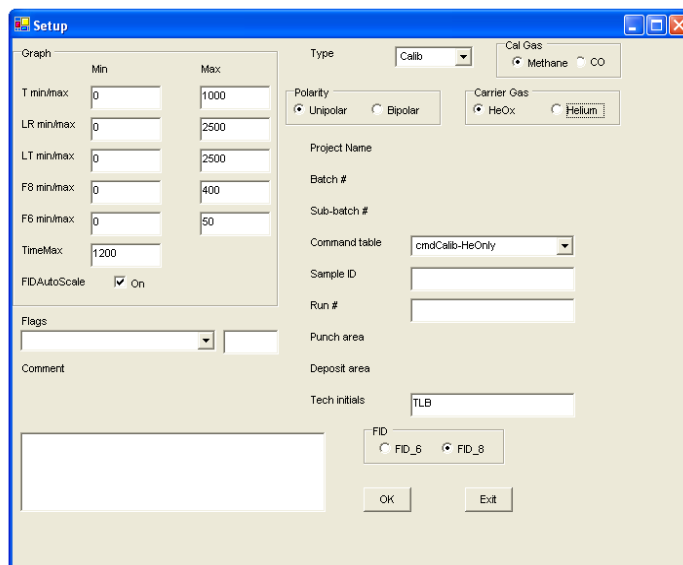 Setup
Graph
Min Max
T min/max 0 1000
LR min/max 0 2500
LT min/max 0 2500
F8 min/max 0 400
F6 min/max 0 50
TimeMax 1200
FIDAutoScale On
Flags
Comment
Type Calib
Cal Gas
Methane CO
Polarity
Unipolar Bipolar
Carrier Gas
HeOx Helium
Project Name
Batch #
Sub-batch #
Command table cmdCalib-HeOnly
Sample ID
Run #
Punch area
Deposit area
Tech initials TLB
FID
FID_6 FID_8
OK Exit